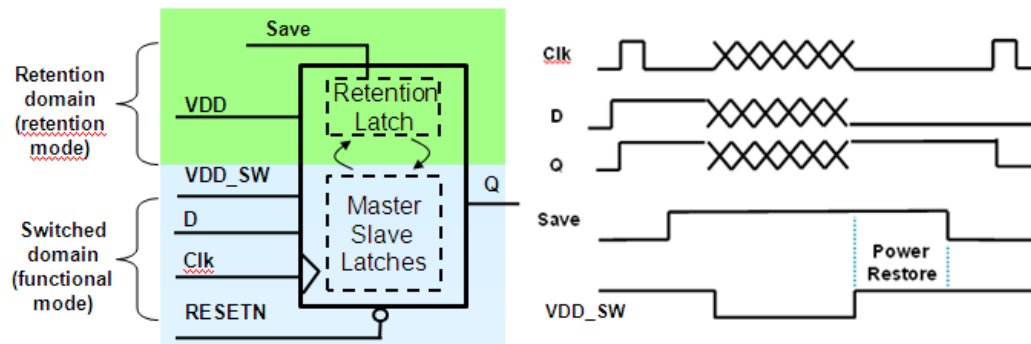 Save
Retention
domain
(retention
mode)
VDD
Retention
Latch
VDD_SW
D
Clk
RESETN
Switched
domain
(functional
mode)
Master
Slave
Latches
Q
Clk
D
Q
Save
Power
Restore
VDD_SW